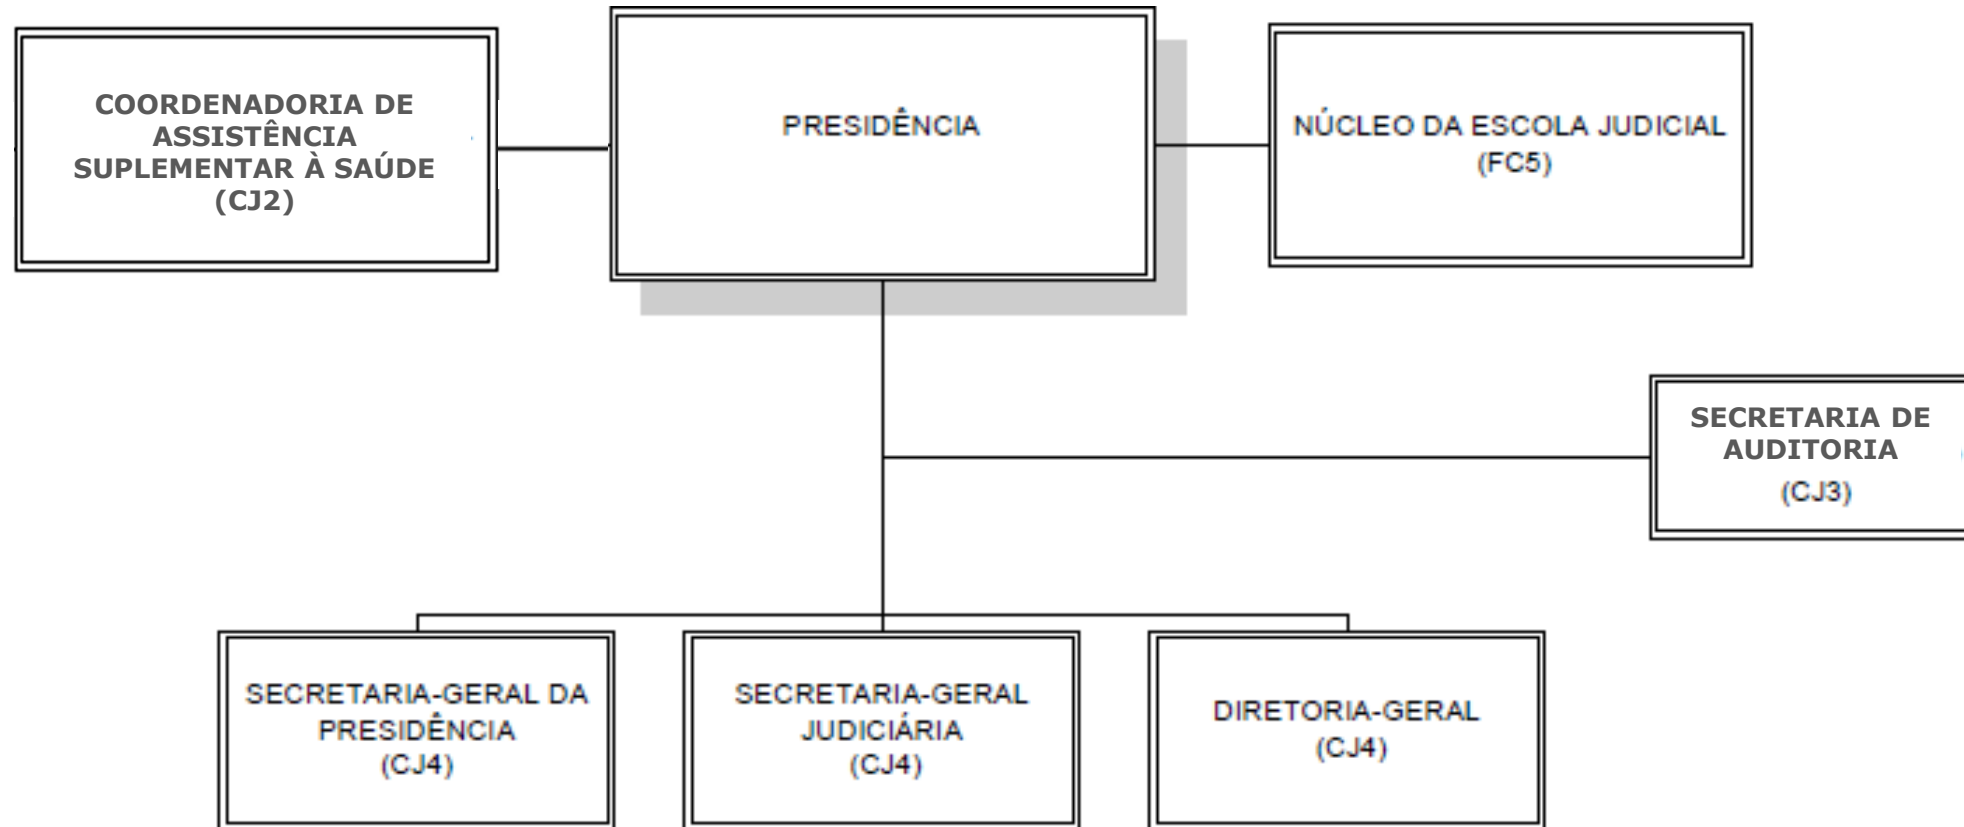 COORDENADORIA DE
ASSISTÊNCIA
SUPLEMENTAR À SAÚDE
(CJ2)
PRESIDÊNCIA
NÚCLEO DA ESCOLA JUDICIAL
(FC5)
SECRETARIA DE
AUDITORIA
(CJ3)
SECRETARIA-GERAL DA
PRESIDÊNCIA
(CJ4)
SECRETARIA-GERAL
JUDICIÁRIA
(CJ4)
DIRETORIA-GERAL
(CJ4)